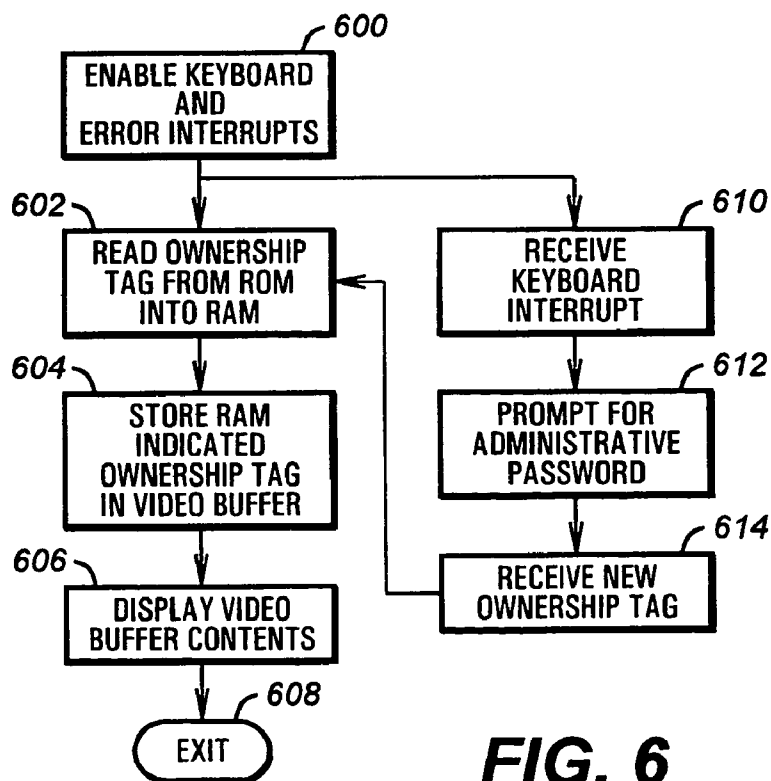 600
ENABLE KEYBOARD
AND
ERROR INTERRUPTS
602
READ OWNERSHIP
TAG FROM ROM
INTO RAM
604
STORE RAM
INDICATED
OWNERSHIP TAG
IN VIDEO BUFFER
606
DISPLAY VIDEO
BUFFER CONTENTS
608
EXIT
610
RECEIVE
KEYBOARD
INTERRUPT
612
PROMPT FOR
ADMINISTRATIVE
PASSWORD
614
RECEIVE NEW
OWNERSHIP TAG
FIG. 6